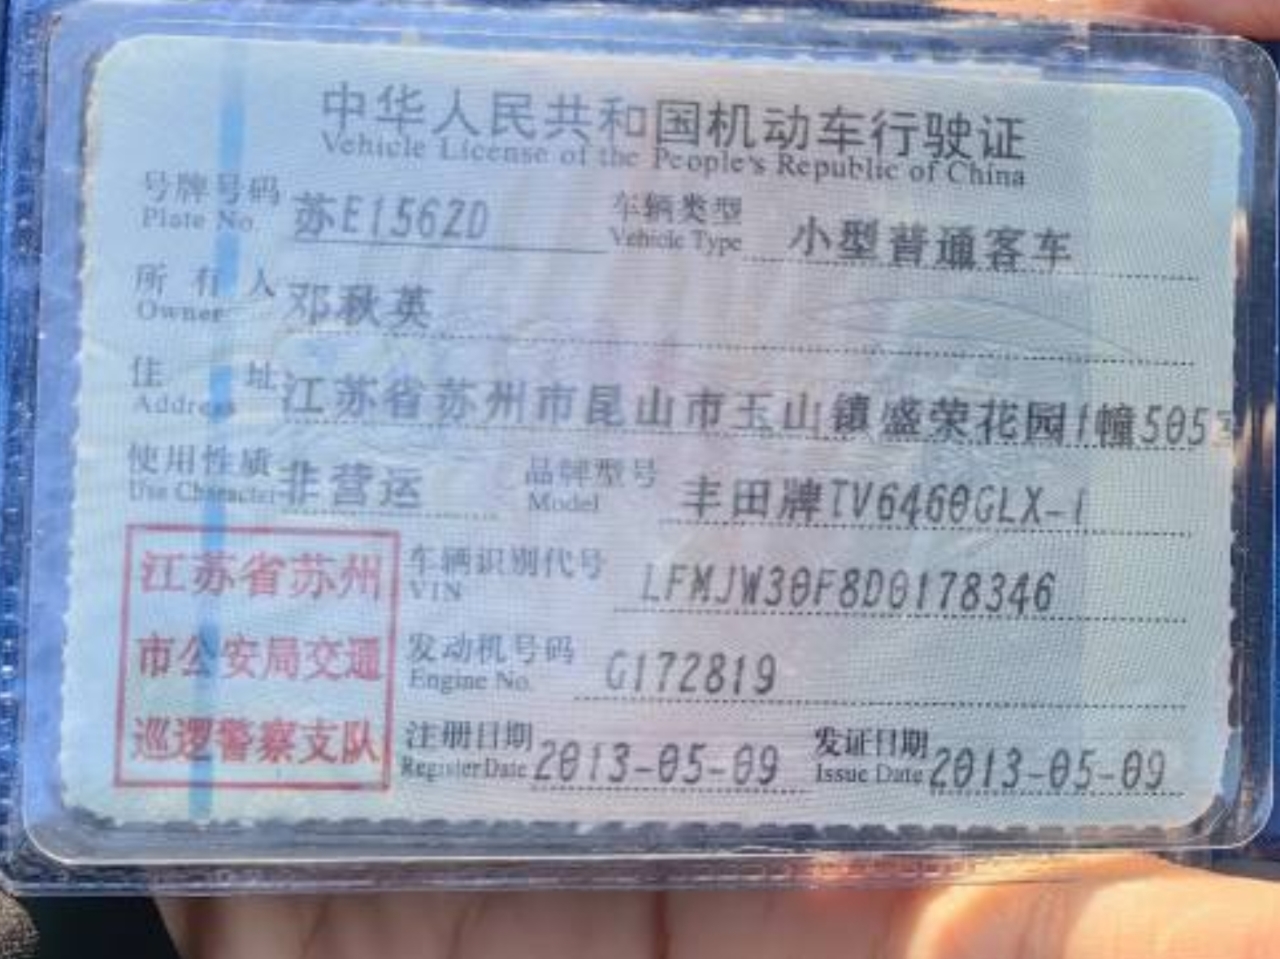 中华人民共和国机动车行驶证
Vehicle License of the People's Republic of China
号牌号码 苏E1562D 车辆类型 小型普通客车
Plate No. Vehicle Type
所有人 邓秋英
Owner
住址 江苏省苏州市昆山市玉山镇盛荣花园1幢505
Address
使用性质 非营运 品牌型号 丰田牌TV6460GLX-I
Use Character Model
江苏省苏州
市公安局交通
巡逻警察支队
车辆识别代号 LFMJW30F8D0178346
VIN
发动机号码 G172819
Engine No.
注册日期 2013-05-09 发证日期 2013-05-09
Register Date Issue Date